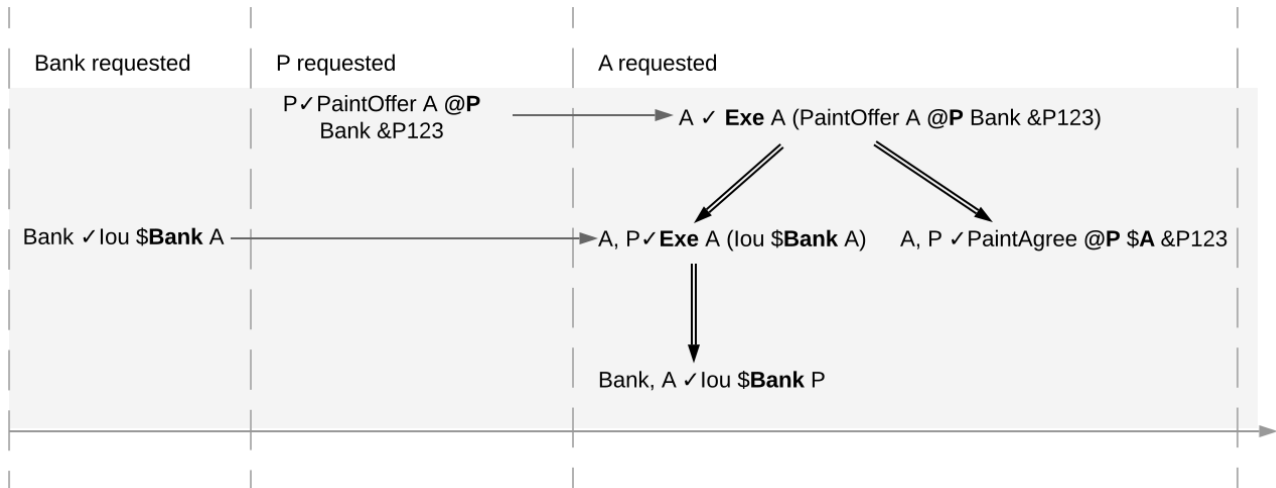 Bank requested
P requested
A requested
P✓PaintOffer A @P
Bank &P123
A ✓ Exe A (PaintOffer A @P Bank &P123)
Bank ✓Iou $Bank A
A, P✓Exe A (Iou $Bank A)
A, P ✓PaintAgree @P $A &P123
Bank, A ✓Iou $Bank P